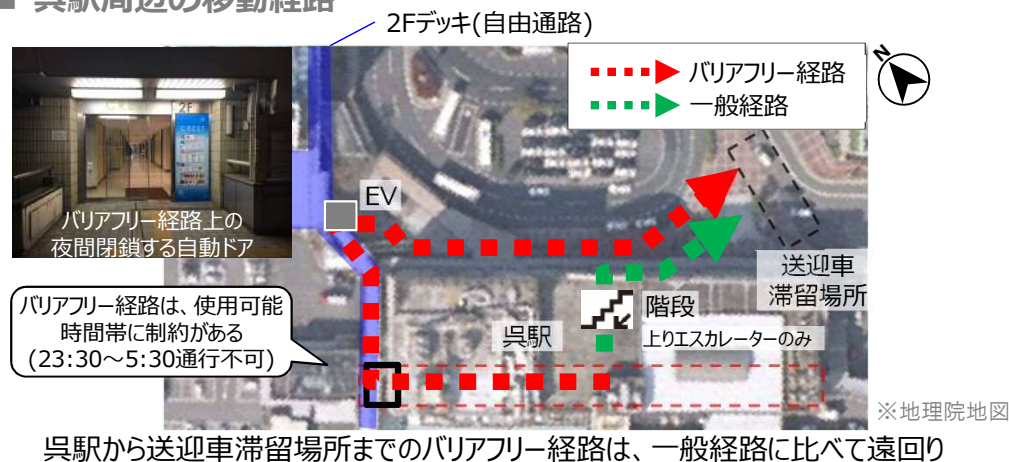 ■ 呉駅周辺の移動経路
2Fデッキ(自由通路)
バリアフリー経路
一般経路
N
2F
CREST
EV
バリアフリー経路上の
夜間閉鎖する自動ドア
送迎車
滞留場所
バリアフリー経路は、使用可能
時間帯に制約がある
(23:30～5:30通行不可)
呉駅
階段
上りエスカレーターのみ
※地理院地図
呉駅から送迎車滞留場所までのバリアフリー経路は、一般経路に比べて遠回り